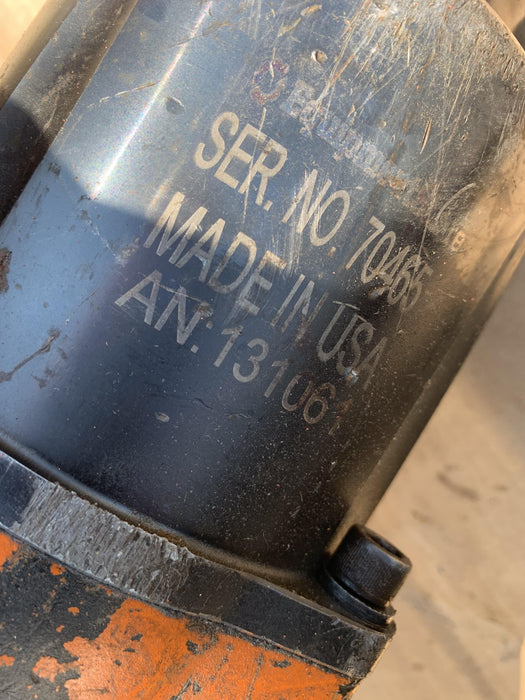 SER. NO. 70465
MADE IN USA
AN: 131061